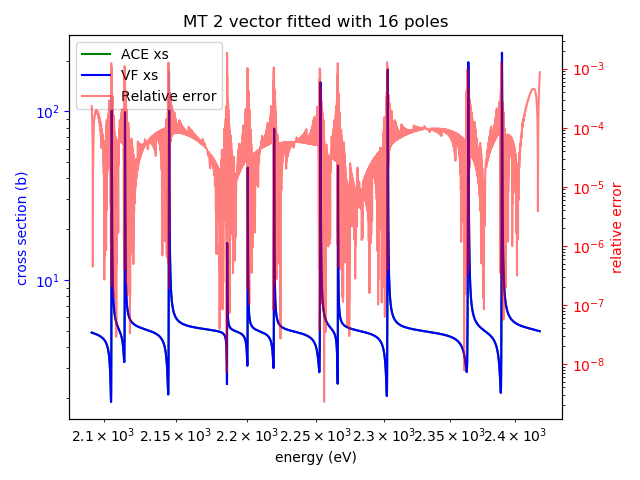 MT 2 vector fitted with 16 poles
ACE xs
VF xs
Relative error
10²
10¹
cross section (b)
10⁻³
10⁻⁴
10⁻⁵
10⁻⁶
10⁻⁷
10⁻⁸
relative error
2.1 × 10³ 2.15 × 10³ 2.2 × 10³ 2.25 × 10³ 2.3 × 10³ 2.35 × 10³ 2.4 × 10³
energy (eV)